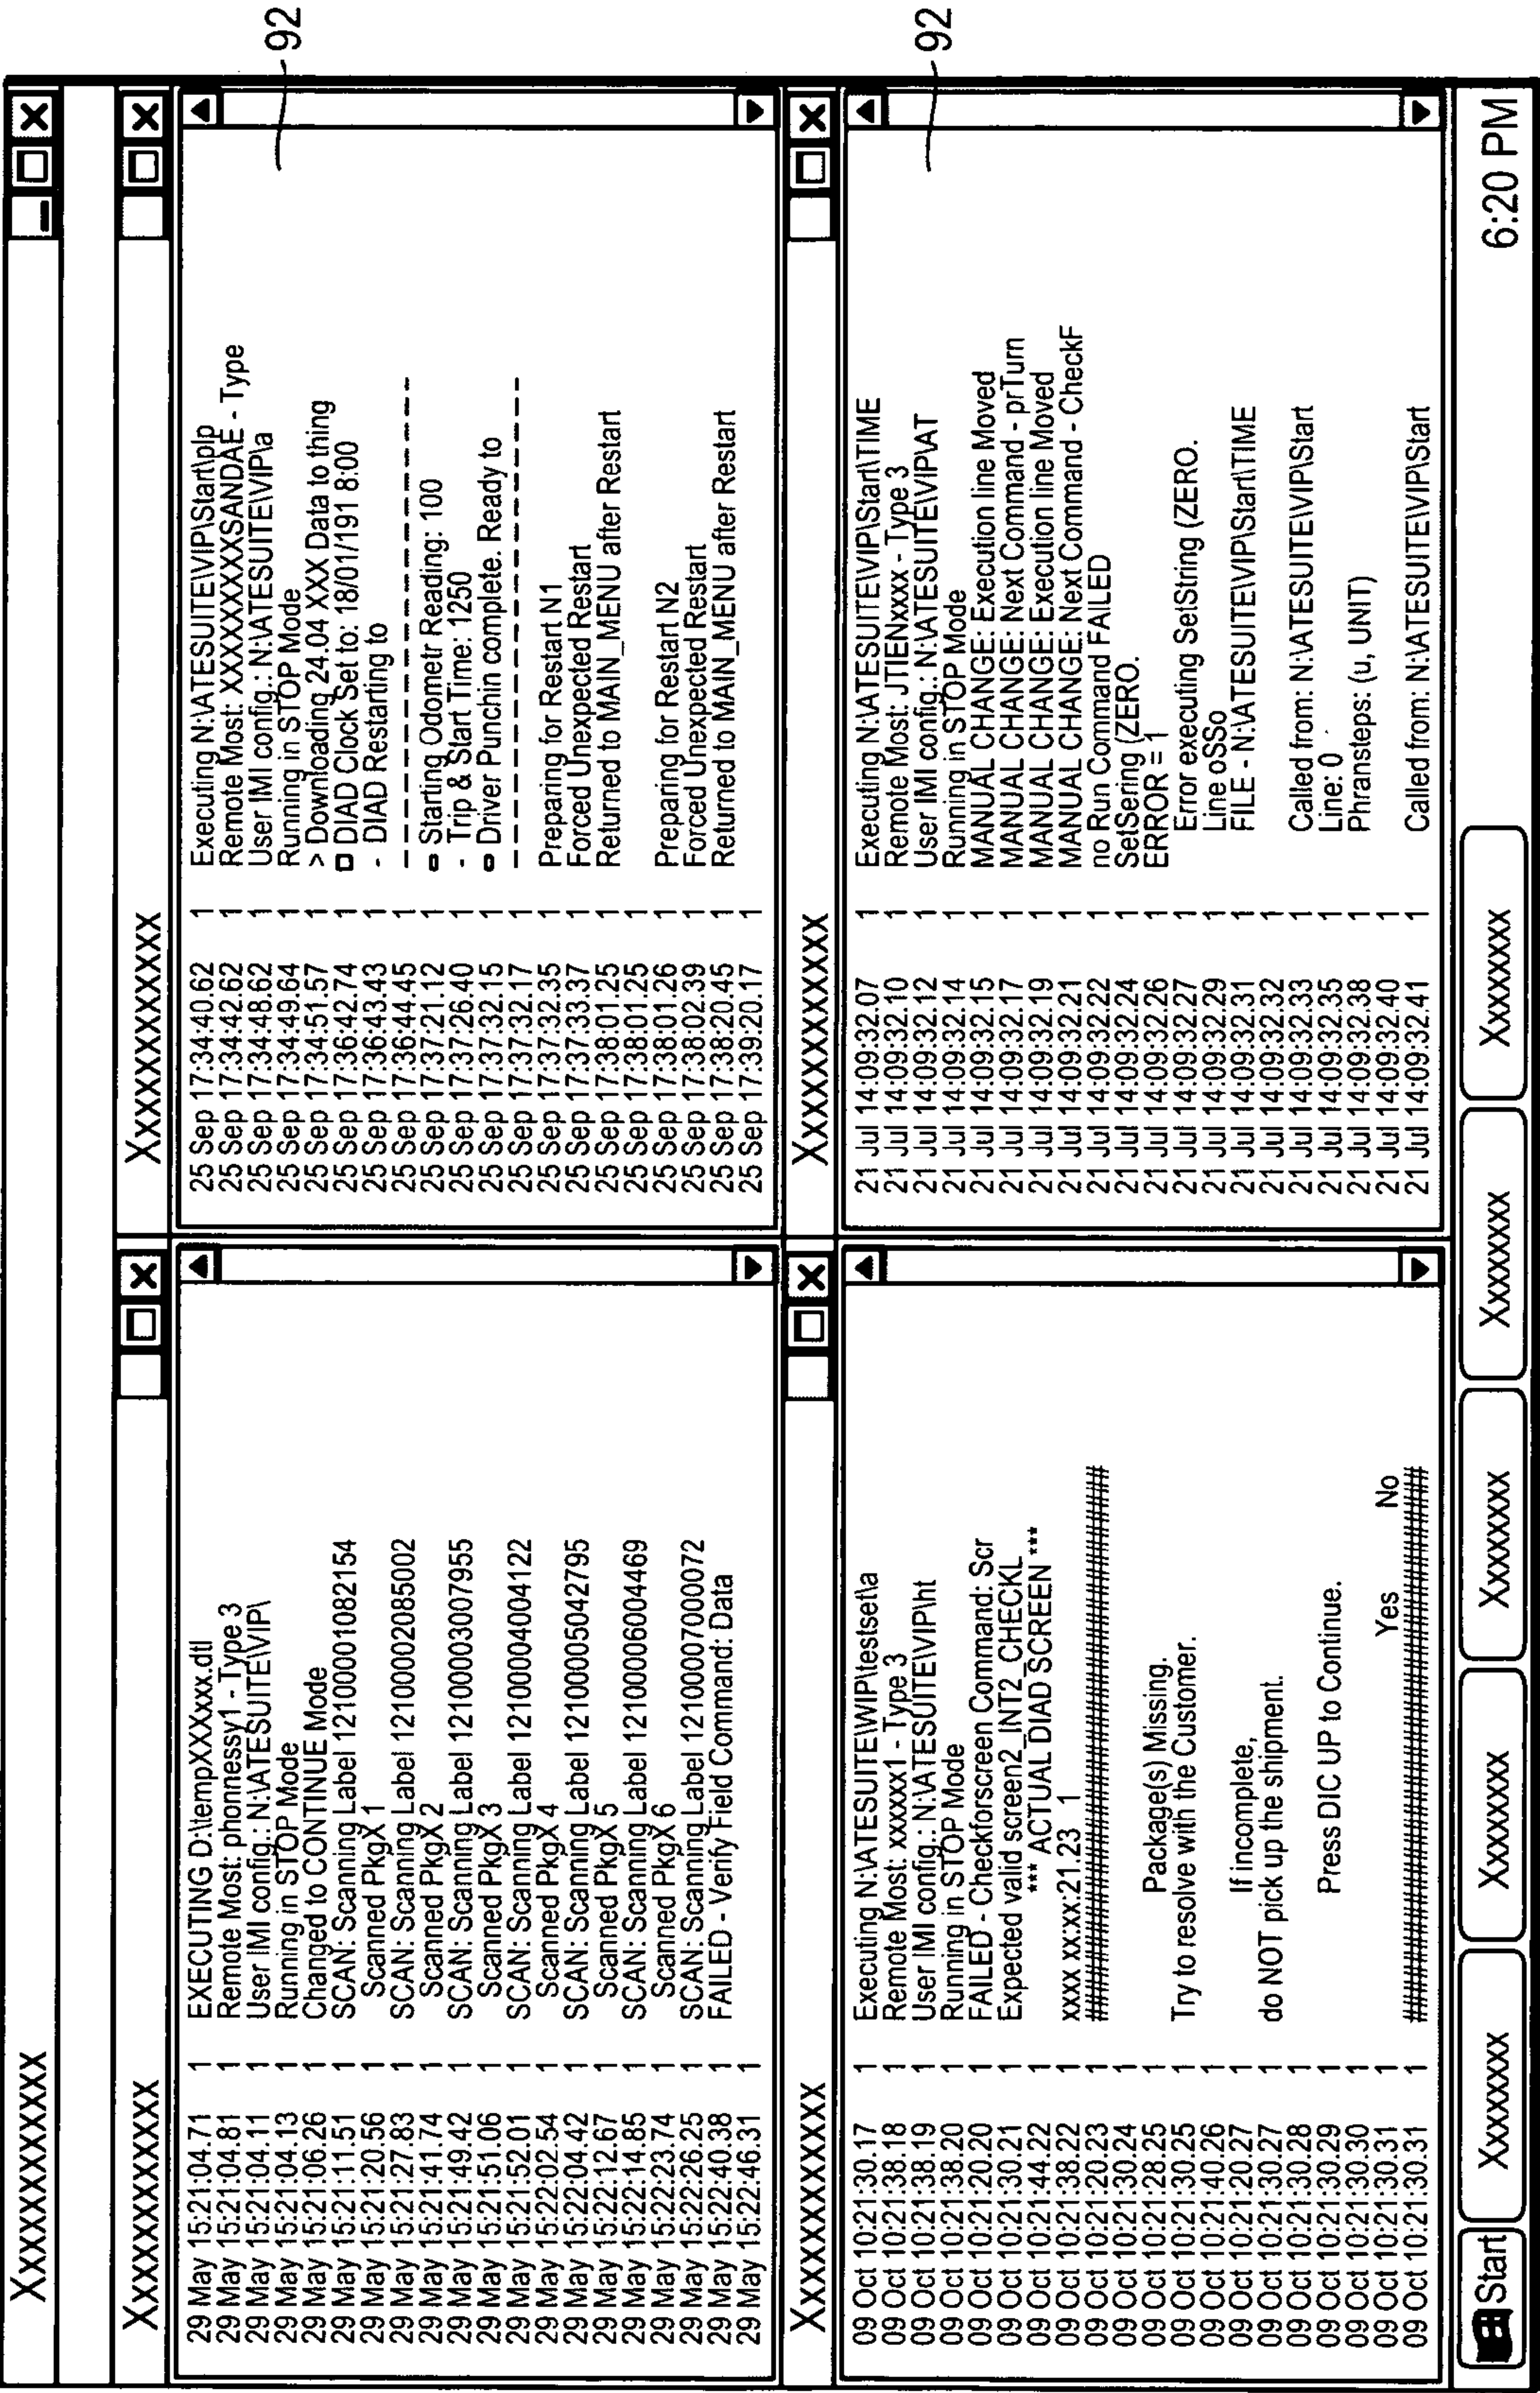 Xxxxxxxxxxx
Xxxxxxxxxxx
29 May 15:21:04.71 1 EXECUTING D:\tempXXXxxx.dtl
29 May 15:21:04.81 1 Remote Most: phonnessy1 - Type 3
29 May 15:21:04.11 1 User IMI config.: N:\ATESUITE\VIP\
29 May 15:21:04.13 1 Running in STOP Mode
29 May 15:21:06.26 1 Changed to CONTINUE Mode
29 May 15:21:11.51 1 SCAN: Scanning Label 12100001082154
29 May 15:21:20.56 1 Scanned PkgX 1
29 May 15:21:27.83 1 SCAN: Scanning Label 12100002085002
29 May 15:21:41.74 1 Scanned PkgX 2
29 May 15:21:49.42 1 SCAN: Scanning Label 12100003007955
29 May 15:21:51.06 1 Scanned PkgX 3
29 May 15:21:52.01 1 SCAN: Scanning Label 12100004004122
29 May 15:22:02.54 1 Scanned PkgX 4
29 May 15:22:04.42 1 SCAN: Scanning Label 12100005042795
29 May 15:22:12.67 1 Scanned PkgX 5
29 May 15:22:14.85 1 SCAN: Scanning Label 12100006004469
29 May 15:22:23.74 1 Scanned PkgX 6
29 May 15:22:26.25 1 SCAN: Scanning Label 12100007000072
29 May 15:22:40.38 1 FAILED - Verify Field Command: Data
29 May 15:22:46.31 1
Xxxxxxxxxxx
25 Sep 17:34:40.62 1 Executing N:\ATESUITE\VIP\Start\plp
25 Sep 17:34:42.62 1 Remote Most: XXXXXXXXSANDAE - Type
25 Sep 17:34:48.62 1 User IMI config.: N:\ATESUITE\VIP\a
25 Sep 17:34:49.64 1 Running in STOP Mode
25 Sep 17:34:51.57 1 > Downloading 24.04 XXX Data to thing
25 Sep 17:36:42.74 1 DIAD Clock Set to: 18/01/191 8:00
25 Sep 17:36:43.43 1 - DIAD Restarting to
25 Sep 17:36:44.45 1 ------------------
25 Sep 17:37:21.12 1 Starting Odometr Reading: 100
25 Sep 17:37:26.40 1 - Trip & Start Time: 1250
25 Sep 17:37:32.15 1 Driver Punchin complete. Ready to
25 Sep 17:37:32.17 1 ------------------
25 Sep 17:37:32.35 1 Preparing for Restart N1
25 Sep 17:37:33.37 1 Forced Unexpected Restart
25 Sep 17:38:01.25 1 Returned to MAIN_MENU after Restart
25 Sep 17:38:01.25 1
25 Sep 17:38:01.26 1 Preparing for Restart N2
25 Sep 17:38:02.39 1 Forced Unexpected Restart
25 Sep 17:38:20.45 1 Returned to MAIN_MENU after Restart
25 Sep 17:39:20.17 1
92
Xxxxxxxxxxx
09 Oct 10:21:30.17 1 Executing N:\ATESUITE\WIP\testset\a
09 Oct 10:21:38.18 1 Remote Most: xxxxxx1 - Type 3
09 Oct 10:21:38.19 1 User IMI config.: N:\ATESUITE\VIP\ht
09 Oct 10:21:38.20 1 Running in STOP Mode
09 Oct 10:21:20.20 1 FAILED - Checkforscreen Command: Scr
09 Oct 10:21:30.21 1 Expected valid screen2_INT2_CHECKL
09 Oct 10:21:44.22 1 *** ACTUAL DIAD SCREEN ***
09 Oct 10:21:38.22 1 xxxx xx:xx:21.23 1
09 Oct 10:21:20.23 1 ########################################
09 Oct 10:21:30.24 1
09 Oct 10:21:28.25 1 Package(s) Missing.
09 Oct 10:21:30.25 1 Try to resolve with the Customer.
09 Oct 10:21:40.26 1
09 Oct 10:21:20.27 1 If incomplete,
09 Oct 10:21:30.27 1 do NOT pick up the shipment.
09 Oct 10:21:30.28 1
09 Oct 10:21:30.29 1 Press DIC UP to Continue.
09 Oct 10:21:30.30 1
09 Oct 10:21:30.31 1 Yes No
09 Oct 10:21:30.31 1 ########################################
Xxxxxxxxxxx
21 Jul 14:09:32.07 1 Executing N:\ATESUITE\VIP\Start\TIME
21 Jul 14:09:32.10 1 Remote Most: JTIENxxxx - Type 3
21 Jul 14:09:32.12 1 User IMI config.: N:\ATESUITE\VIP\AT
21 Jul 14:09:32.14 1 Running in STOP Mode
21 Jul 14:09:32.15 1 MANUAL CHANGE: Execution line Moved
21 Jul 14:09:32.17 1 MANUAL CHANGE: Next Command - prTurn
21 Jul 14:09:32.19 1 MANUAL CHANGE: Execution line Moved
21 Jul 14:09:32.21 1 MANUAL CHANGE: Next Command - CheckF
21 Jul 14:09:32.22 1 no Run Command FAILED
21 Jul 14:09:32.24 1 SetSering (ZERO.
21 Jul 14:09:32.26 1 ERROR = 1
21 Jul 14:09:32.27 1 Error executing SetString (ZERO.
21 Jul 14:09:32.29 1 Line oSSo
21 Jul 14:09:32.31 1 FILE - N:\ATESUITE\VIP\Start\TIME
21 Jul 14:09:32.32 1
21 Jul 14:09:32.33 1 Called from: N:\ATESUITE\VIP\Start
21 Jul 14:09:32.35 1 Line: 0
21 Jul 14:09:32.38 1 Phransteps: (u, UNIT)
21 Jul 14:09:32.40 1
21 Jul 14:09:32.41 1 Called from: N:\ATESUITE\VIP\Start
92
Start Xxxxxxxx Xxxxxxxx Xxxxxxxx Xxxxxxxx Xxxxxxxx 6:20 PM